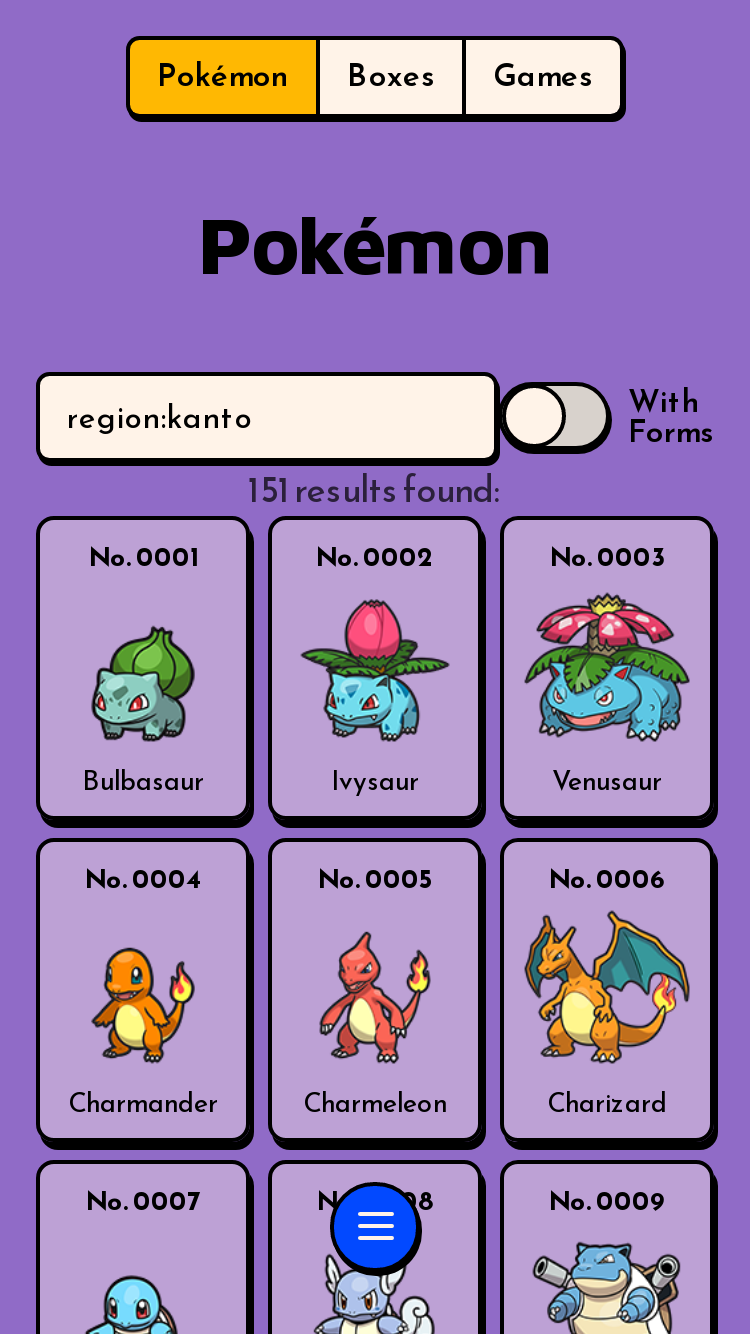 Pokémon Boxes Games
Pokémon
region:kanto
With
Forms
151 results found:
No. 0001 No. 0002 No. 0003
Bulbasaur Ivysaur Venusaur
No. 0004 No. 0005 No. 0006
Charmander Charmeleon Charizard
No. 0007 No. 0009